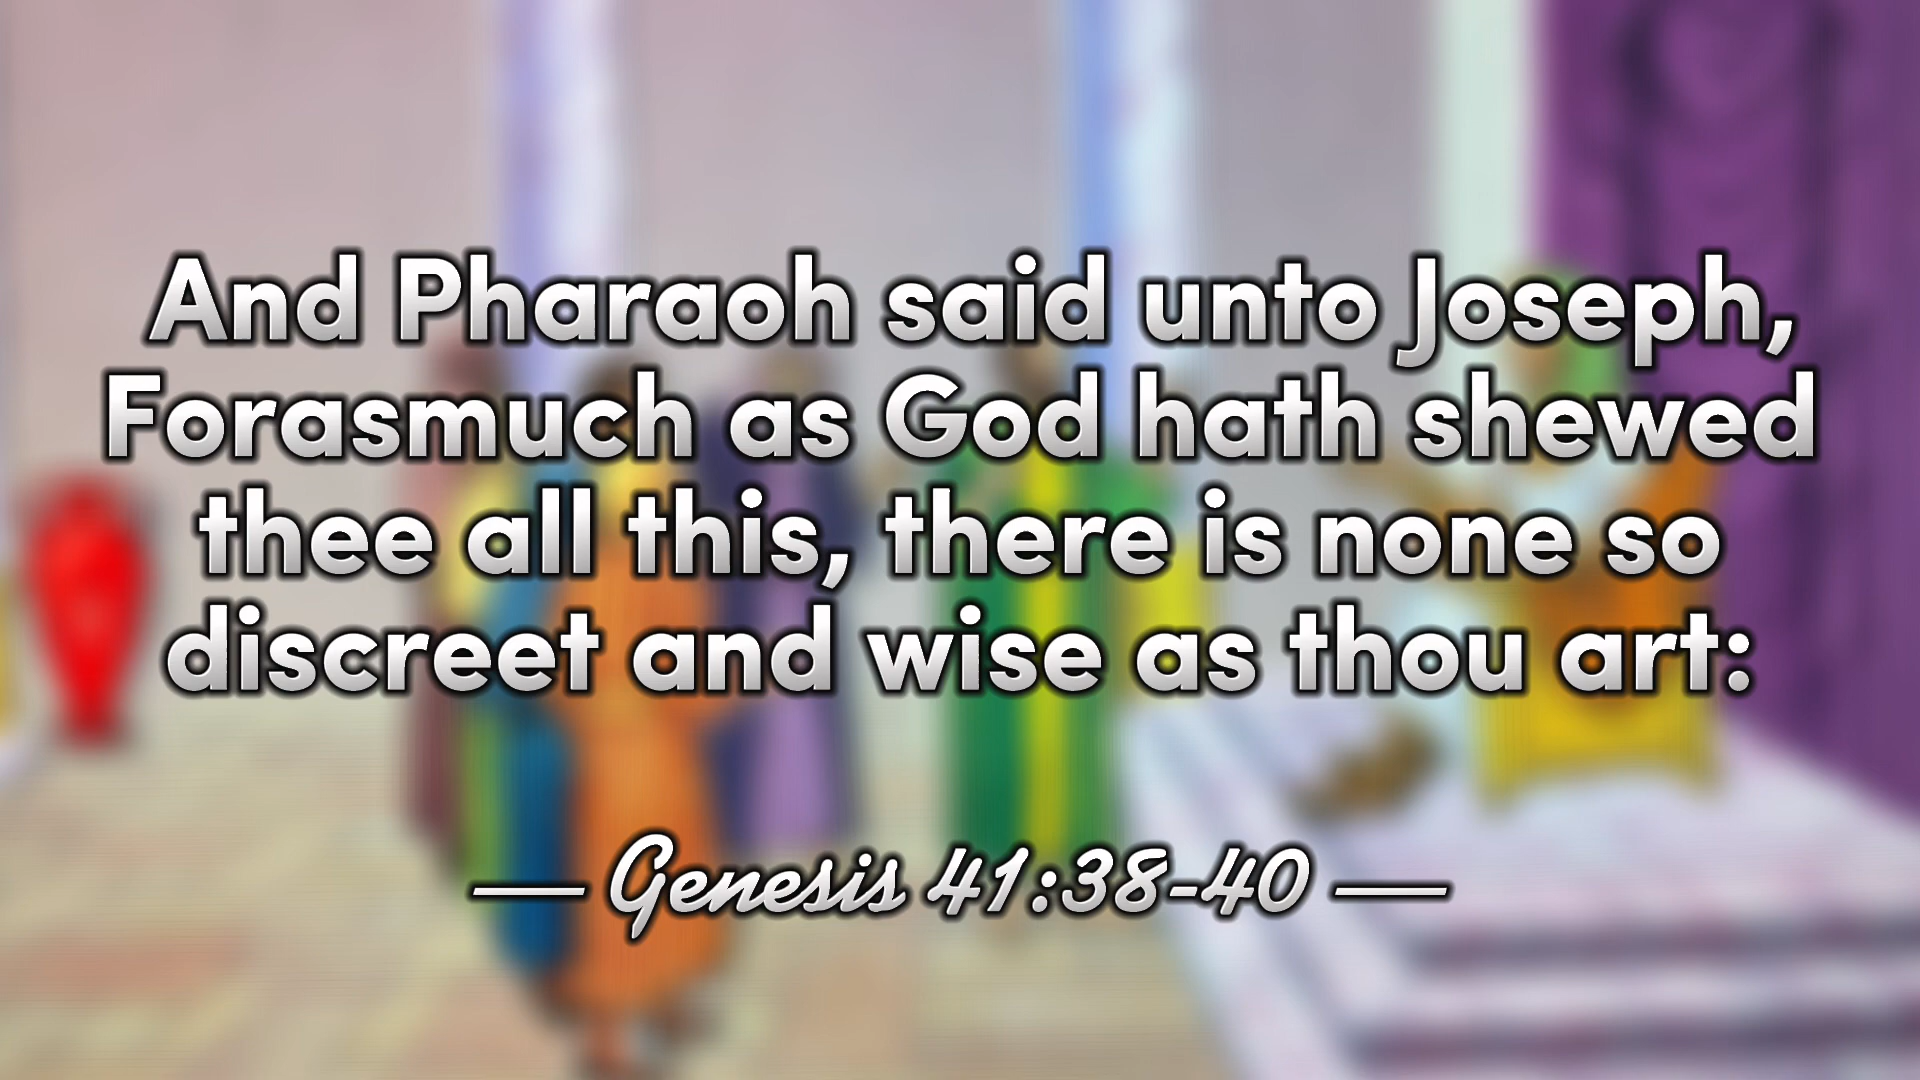 And Pharaoh said unto Joseph,
Forasmuch as God hath shewed
thee all this, there is none so
discreet and wise as thou art:
— Genesis 41:38-40 —